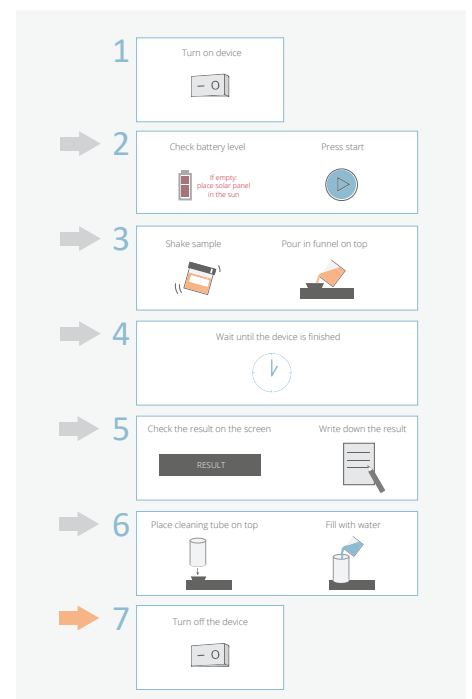 1
Turn on device
– O
2
Check battery level
Press start
If empty:
place solar panel
in the sun
3
Shake sample
Pour in funnel on top
4
Wait until the device is finished
5
Check the result on the screen
Write down the result
RESULT
6
Place cleaning tube on top
Fill with water
7
Turn off the device
– O